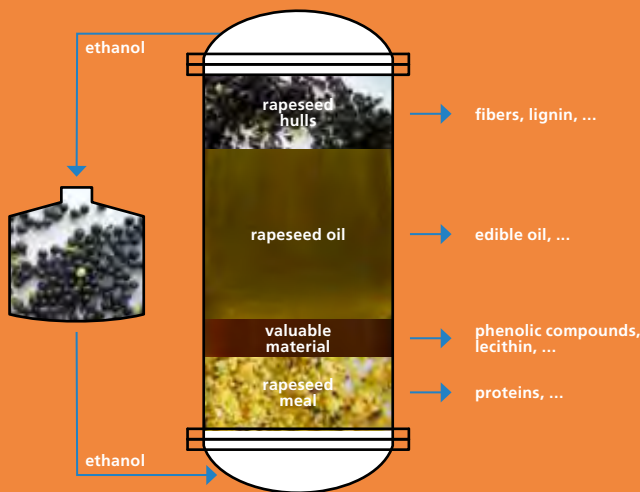 ethanol
rapeseed
hulls
fibers, lignin, ...
rapeseed oil
edible oil, ...
valuable
material
phenolic compounds,
lecithin, ...
rapeseed
meal
proteins, ...
ethanol